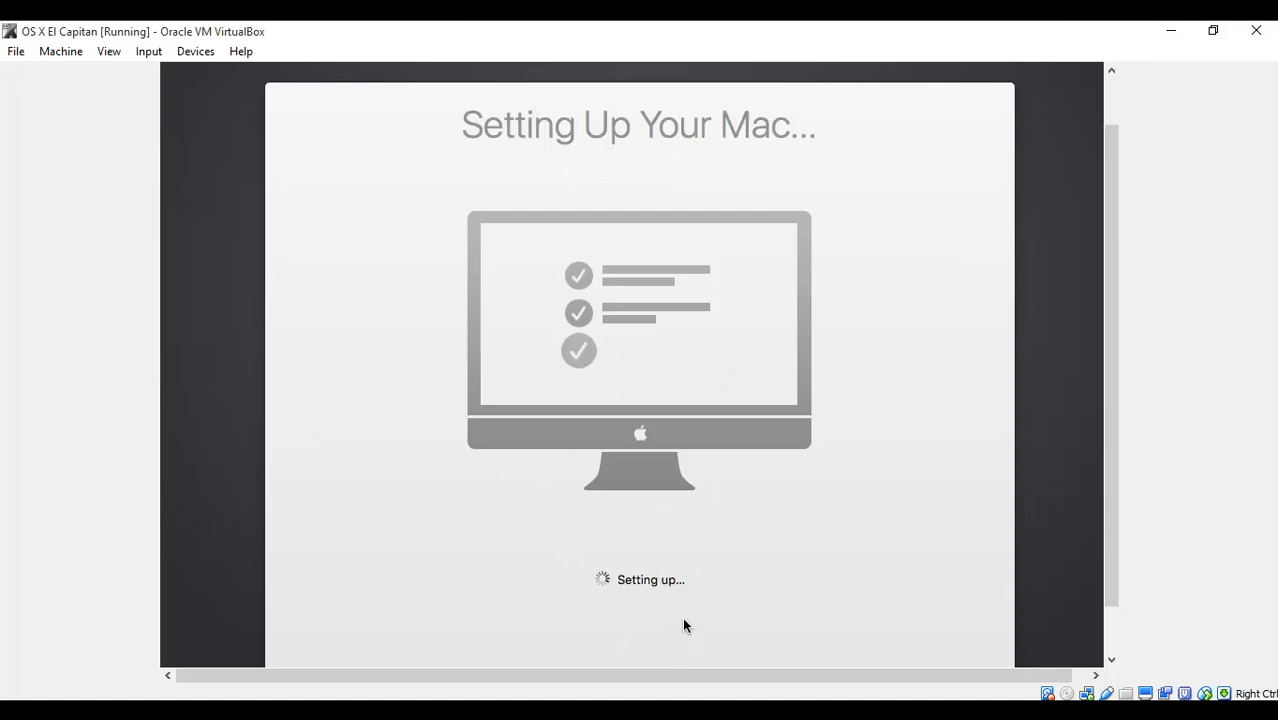 OS X El Capitan [Running] - Oracle VM VirtualBox
File Machine View Input Devices Help
Setting Up Your Mac...
Setting up...
Right Ctrl